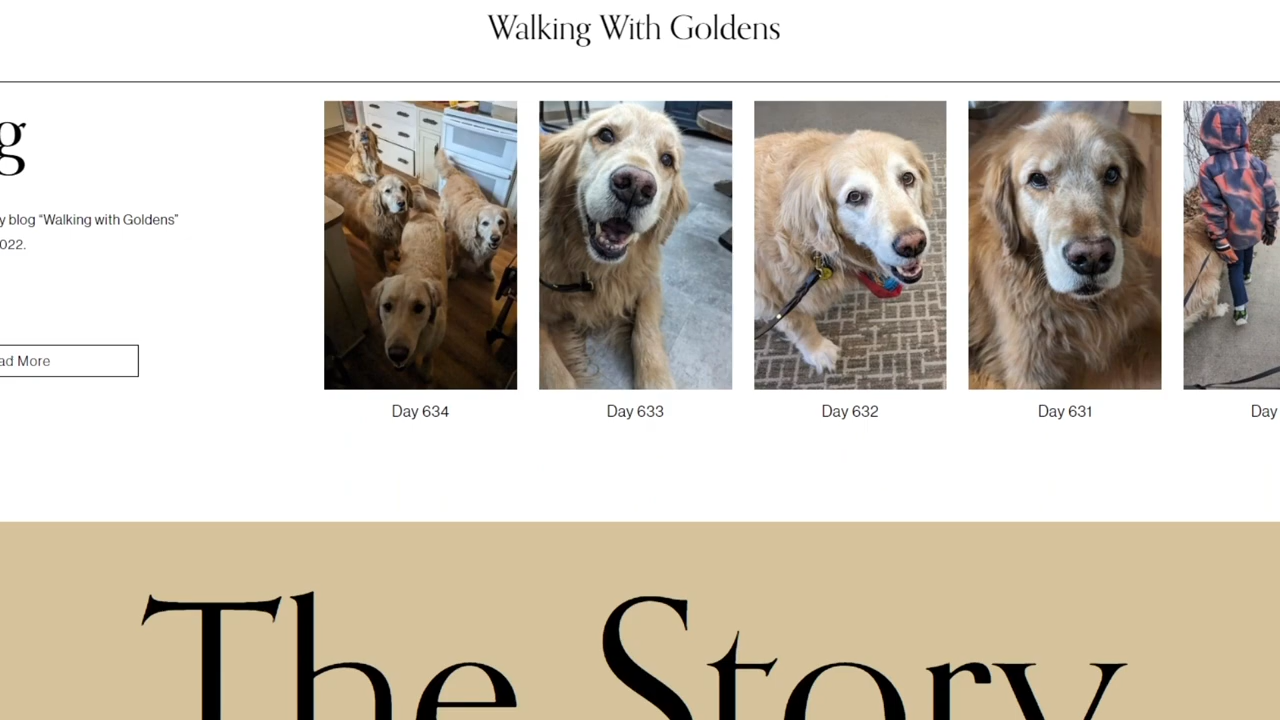 Walking With Goldens
g
y blog “Walking with Goldens”
022.
ad More
Day 634
Day 633
Day 632
Day 631
Day
The Story